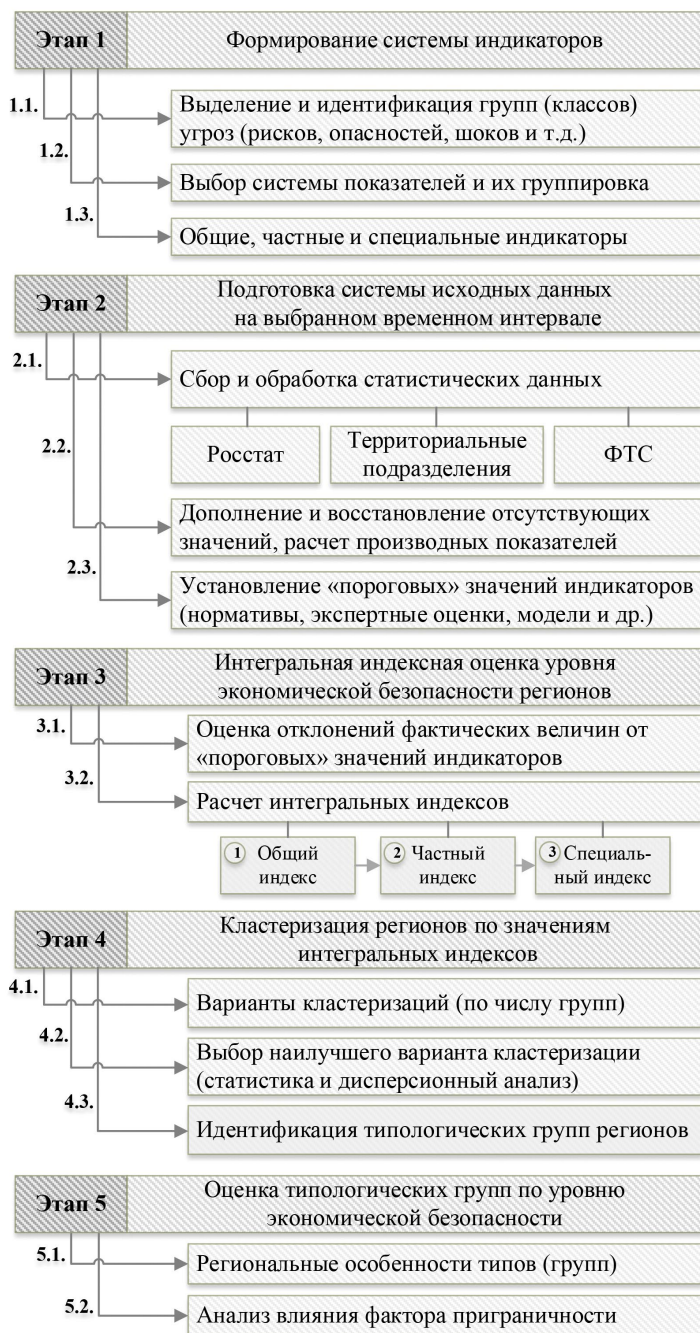 Этап 1
Формирование системы индикаторов
1.1.
Выделение и идентификация групп (классов)
угроз (рисков, опасностей, шоков и т.д.)
1.2.
Выбор системы показателей и их группировка
1.3.
Общие, частные и специальные индикаторы
Этап 2
Подготовка системы исходных данных
на выбранном временном интервале
2.1.
Сбор и обработка статистических данных
Росстат
Территориальные
подразделения
ФТС
2.2.
Дополнение и восстановление отсутствующих
значений, расчет производных показателей
2.3.
Установление «пороговых» значений индикаторов
(нормативы, экспертные оценки, модели и др.)
Этап 3
Интегральная индексная оценка уровня
экономической безопасности регионов
3.1.
Оценка отклонений фактических величин от
«пороговых» значений индикаторов
3.2.
Расчет интегральных индексов
1 Общий
индекс
2 Частный
индекс
3 Специаль-
ный индекс
Этап 4
Кластеризация регионов по значениям
интегральных индексов
4.1.
Варианты кластеризаций (по числу групп)
4.2.
Выбор наилучшего варианта кластеризации
(статистика и дисперсионный анализ)
4.3.
Идентификация типологических групп регионов
Этап 5
Оценка типологических групп по уровню
экономической безопасности
5.1.
Региональные особенности типов (групп)
5.2.
Анализ влияния фактора приграничности